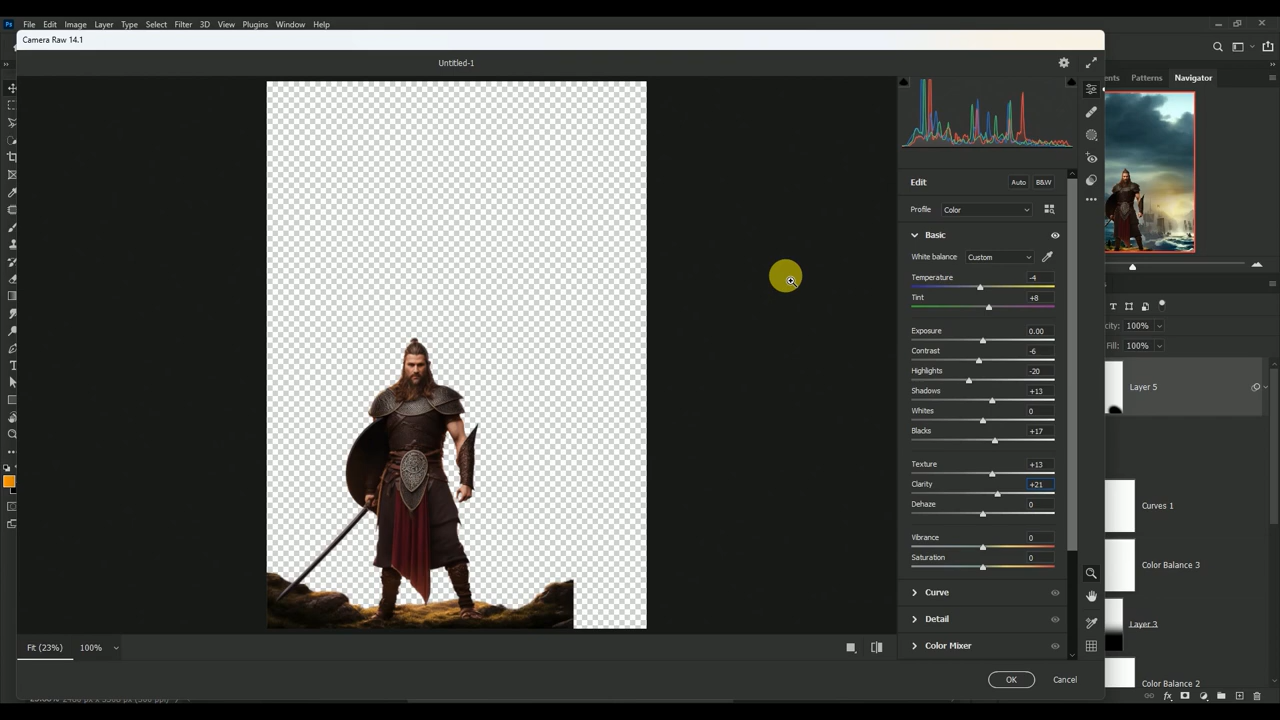 Ps File Edit Image Layer Type Select Filter 3D View Plugins Window Help
Camera Raw 14.1
Untitled-1
Patterns Navigator
Edit Auto B&W
Profile Color
Basic
White balance Custom
Temperature -4
Tint +8
Exposure 0.00
Contrast -6
Highlights -20
Shadows +13
Whites 0
Blacks +17
Texture +13
Clarity +21
Dehaze 0
Vibrance 0
Saturation 0
Curve
Detail
Color Mixer
Fit (23%) 100%
OK Cancel
100%
Fill: 100%
Layer 5
Curves 1
Color Balance 3
Layer 3
Color Balance 2